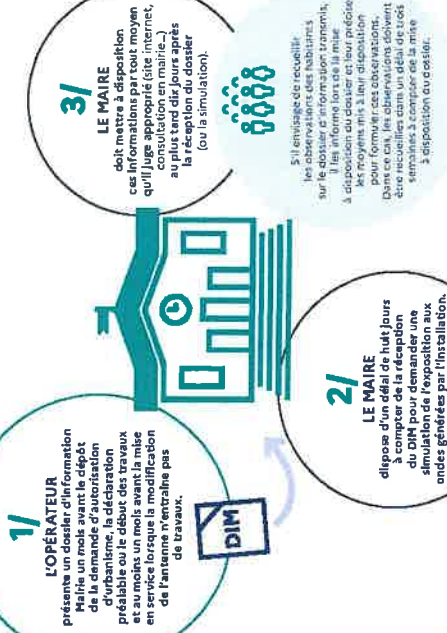 1/
L'OPÉRATEUR
présente un dossier d'information
Mairie un mois avant le dépôt
de la demande d'autorisation
d'urbanisme, la déclaration
préalable ou le début des travaux
et au moins un mois avant la mise
en service lorsque la modification
de l'antenne n'entraîne pas
de travaux.
DIM
2/
LE MAIRE
dispose d'un délai de huit jours
à compter de la réception
du DIM pour demander une
simulation de l'exposition aux
ondes générées par l'installation.
3/
LE MAIRE
doit mettre à disposition
ces informations par tout moyen
qu'il juge approprié (site internet,
consultation en mairie...)
au plus tard dix jours après
la réception du dossier
(ou la simulation).
S'il envisage de recueillir
les observations des habitants
sur le dossier d'information transmis,
il les informe lors de la mise
à disposition du dossier et leur précise
les moyens mis à leur disposition
pour formuler ces observations.
Dans ce cas, les observations doivent
être recueillies dans un délai de trois
semaines à compter de la mise
à disposition du dossier.